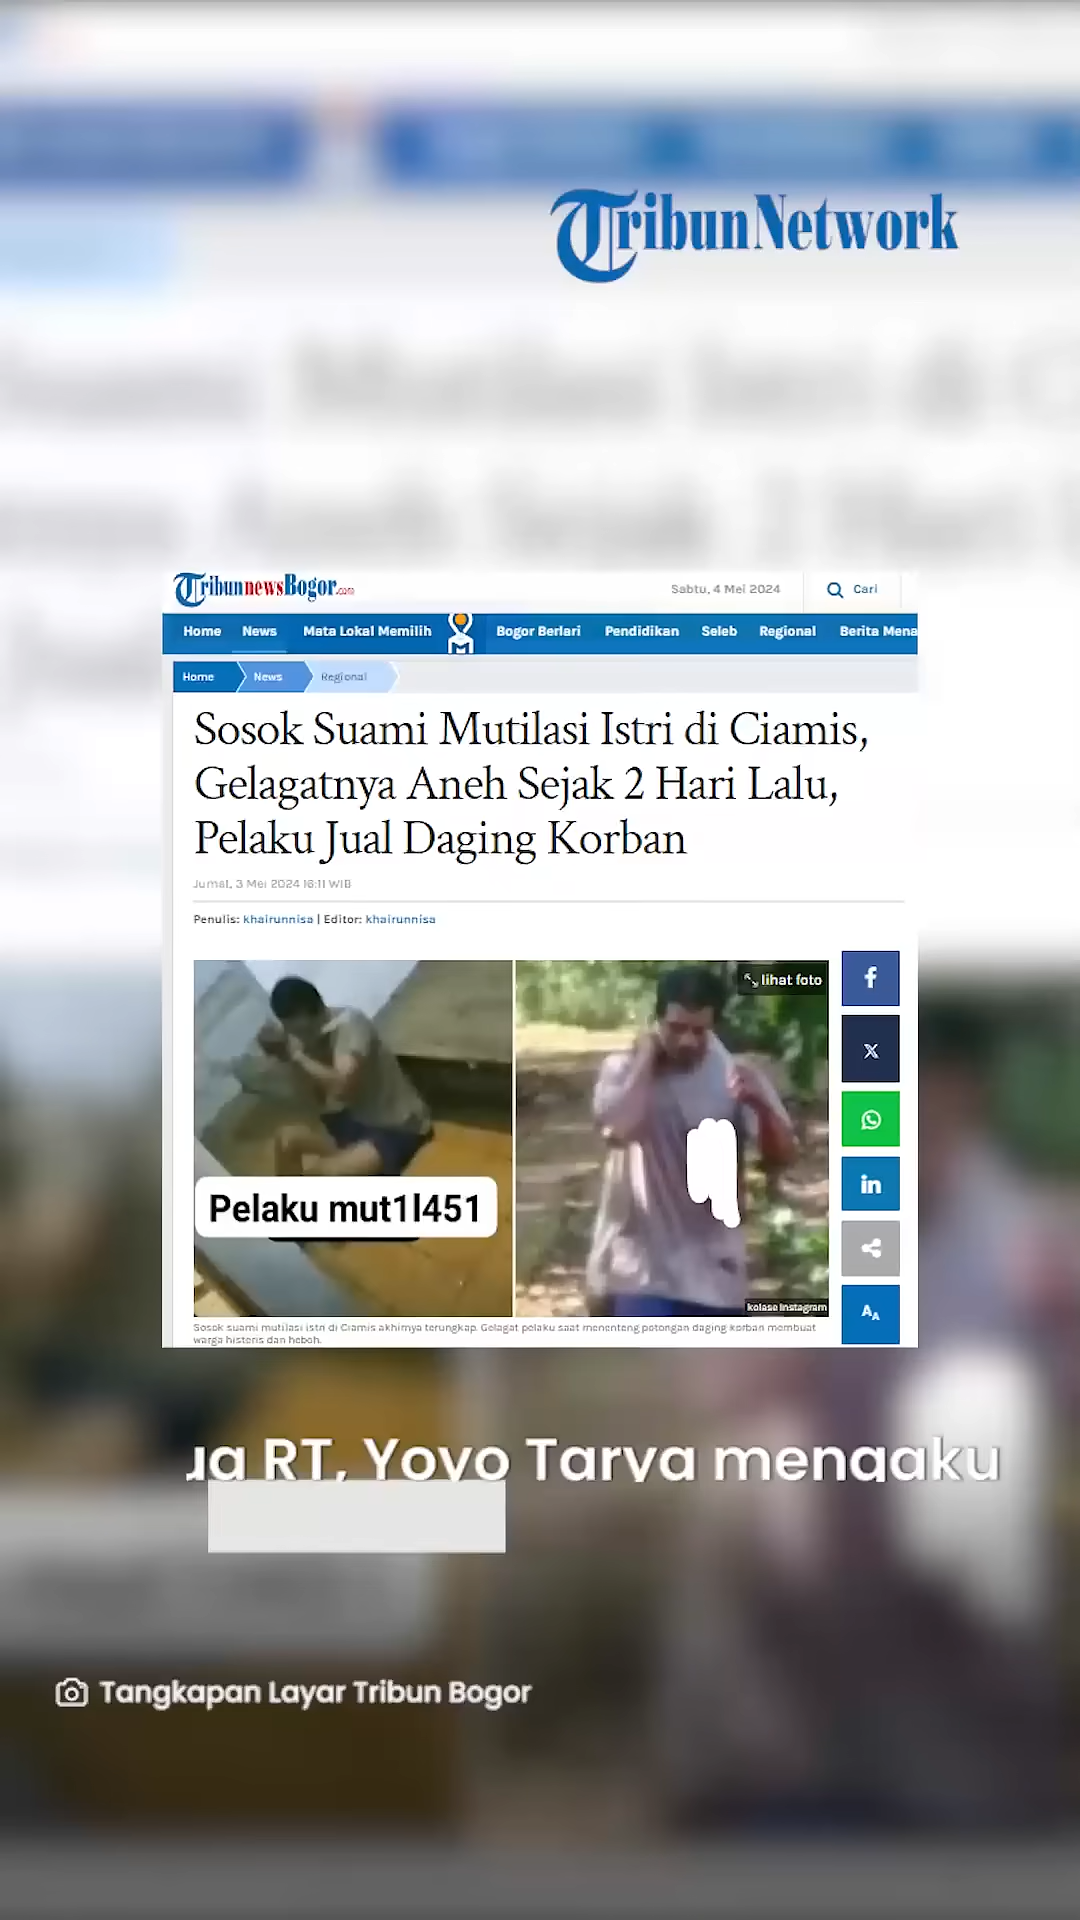 TribunNetwork
TribunnewsBogor.com
Sabtu, 4 Mei 2024
Cari
Home News Mata Lokal Memilih Bogor Berlari Pendidikan Seleb Regional Berita Mena
Home News Regional
Sosok Suami Mutilasi Istri di Ciamis,
Gelagatnya Aneh Sejak 2 Hari Lalu,
Pelaku Jual Daging Korban
Jumat, 3 Mei 2024 16:11 WIB
Penulis: khairunnisa | Editor: khairunnisa
lihat foto
Pelaku mut1l451
kolase Instagram
Sosok suami mutilasi istri di Ciamis akhirnya terungkap. Gelagat pelaku saat menenteng potongan daging korban membuat
warga histeris dan heboh.
ua RT, Yoyo Tarya mengaku
Tangkapan Layar Tribun Bogor